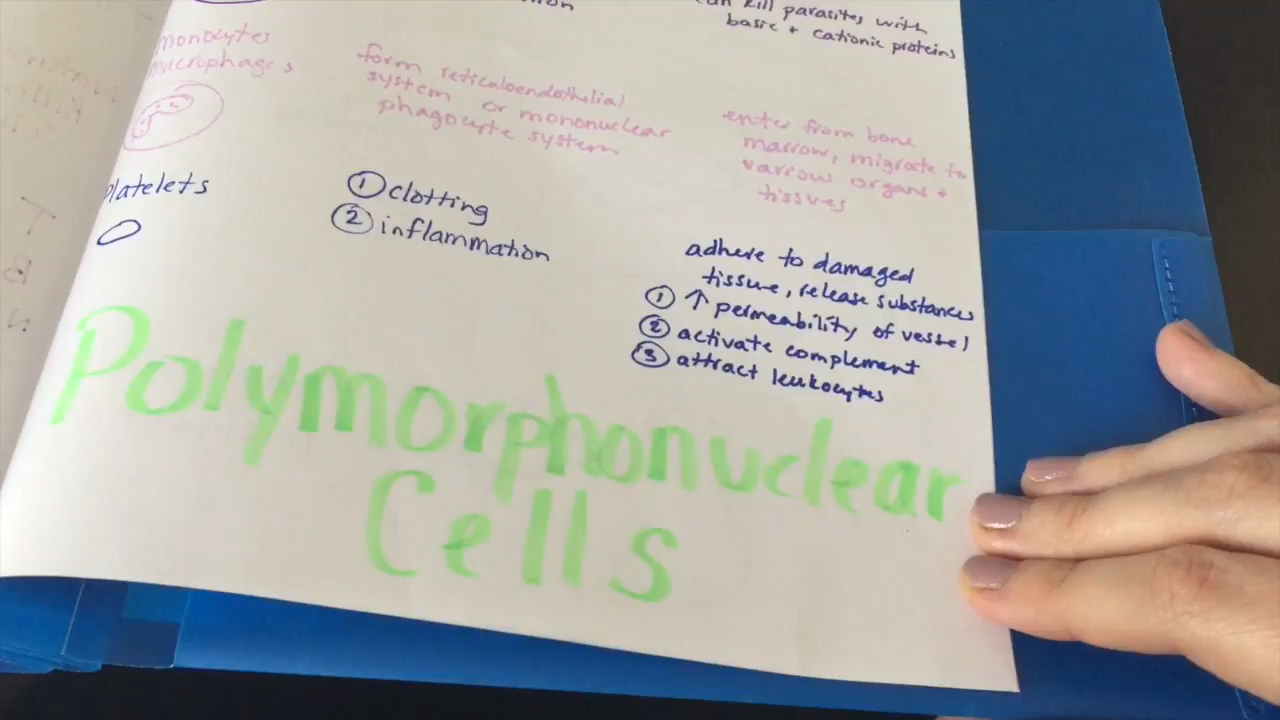 can kill parasites with
basic + cationic proteins
monocytes
macrophages
form reticuloendothelial
system or mononuclear
phagocyte system
enter from bone
marrow, migrate to
various organs +
tissues
platelets
① clotting
② inflammation
adhere to damaged
tissure, release substances
① ↑ permeability of vessel
② activate complement
③ attract leukocytes
Polymorphonuclear
Cells
T
B
N